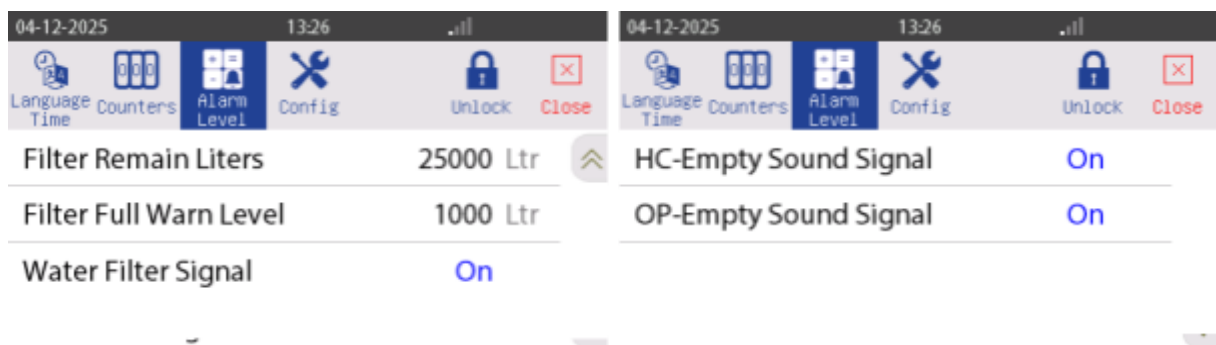 04-12-2025 13:26
Language Time Counters Alarm Level Config Unlock Close
Filter Remain Liters 25000 Ltr
Filter Full Warn Level 1000 Ltr
Water Filter Signal On
04-12-2025 13:26
Language Time Counters Alarm Level Config Unlock Close
HC-Empty Sound Signal On
OP-Empty Sound Signal On